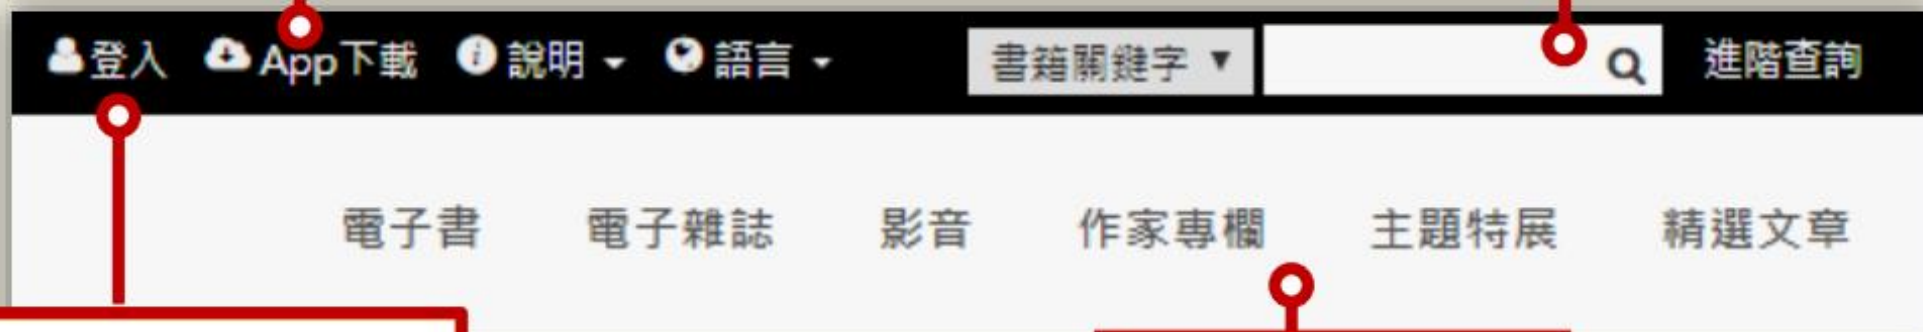 登入 App下載 說明 語言 書籍關鍵字 進階查詢
電子書 電子雜誌 影音 作家專欄 主題特展 精選文章